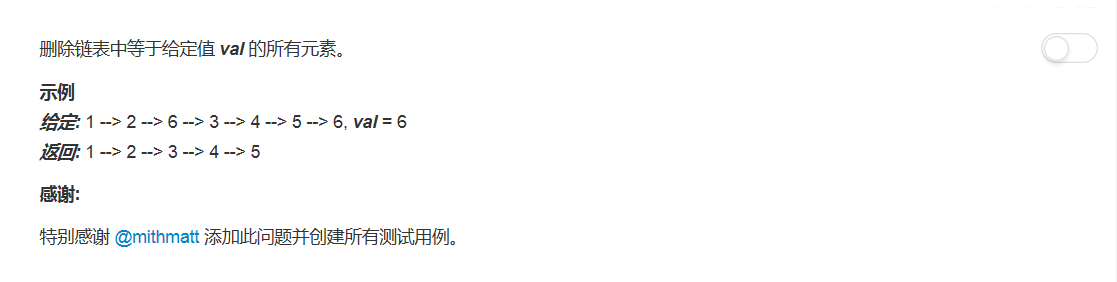 删除链表中等于给定值 val 的所有元素。
示例
给定: 1 --> 2 --> 6 --> 3 --> 4 --> 5 --> 6, val = 6
返回: 1 --> 2 --> 3 --> 4 --> 5
感谢:
特别感谢 @mithmatt 添加此问题并创建所有测试用例。